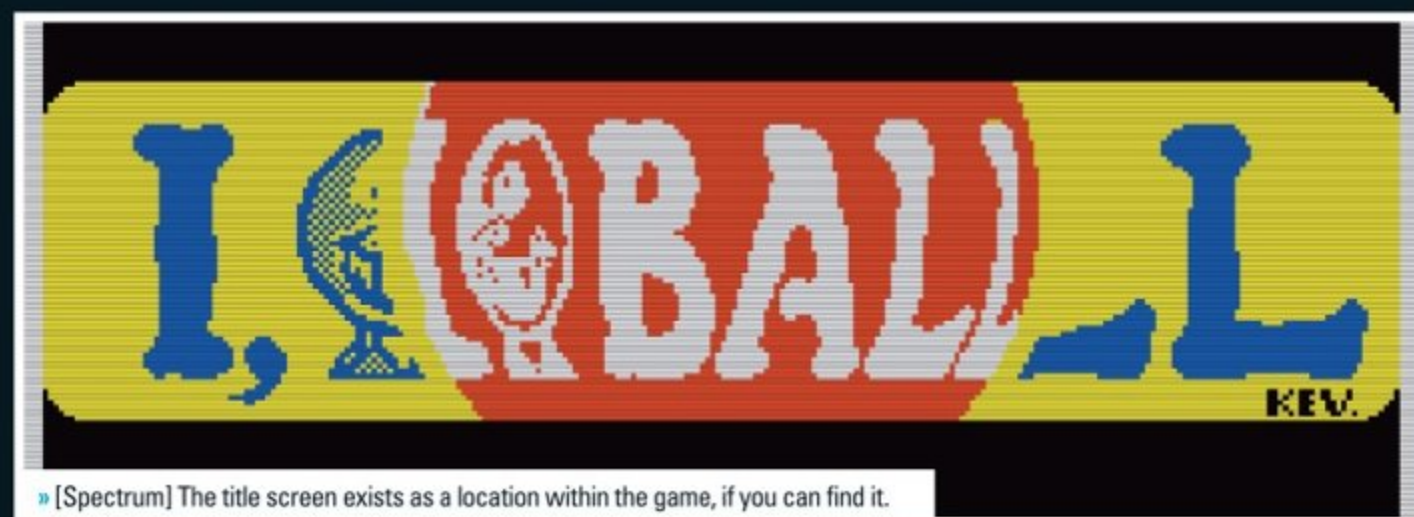 I, BALL L
KEV.
» [Spectrum] The title screen exists as a location within the game, if you can find it.